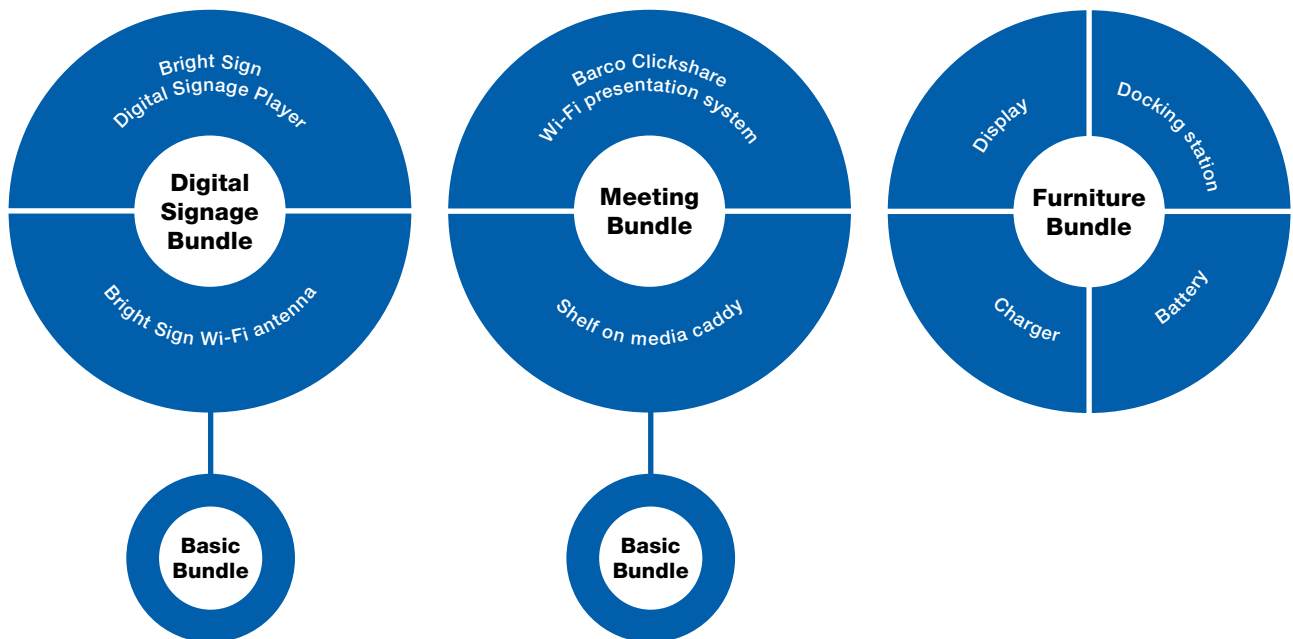 Bright Sign
Digital Signage Player
Digital
Signage
Bundle
Bright Sign Wi-Fi antenna
Basic
Bundle
Barco Clickshare
Wi-Fi presentation system
Meeting
Bundle
Shelf on media caddy
Basic
Bundle
Display
Docking station
Furniture
Bundle
Charger
Battery